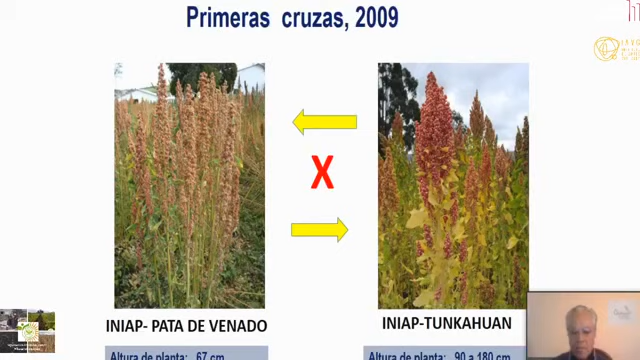 Primeras cruzas, 2009
X
INIAP- PATA DE VENADO
INIAP-TUNKAHUAN
Altura de planta: 67 cm
Altura de planta: 90 a 180 cm